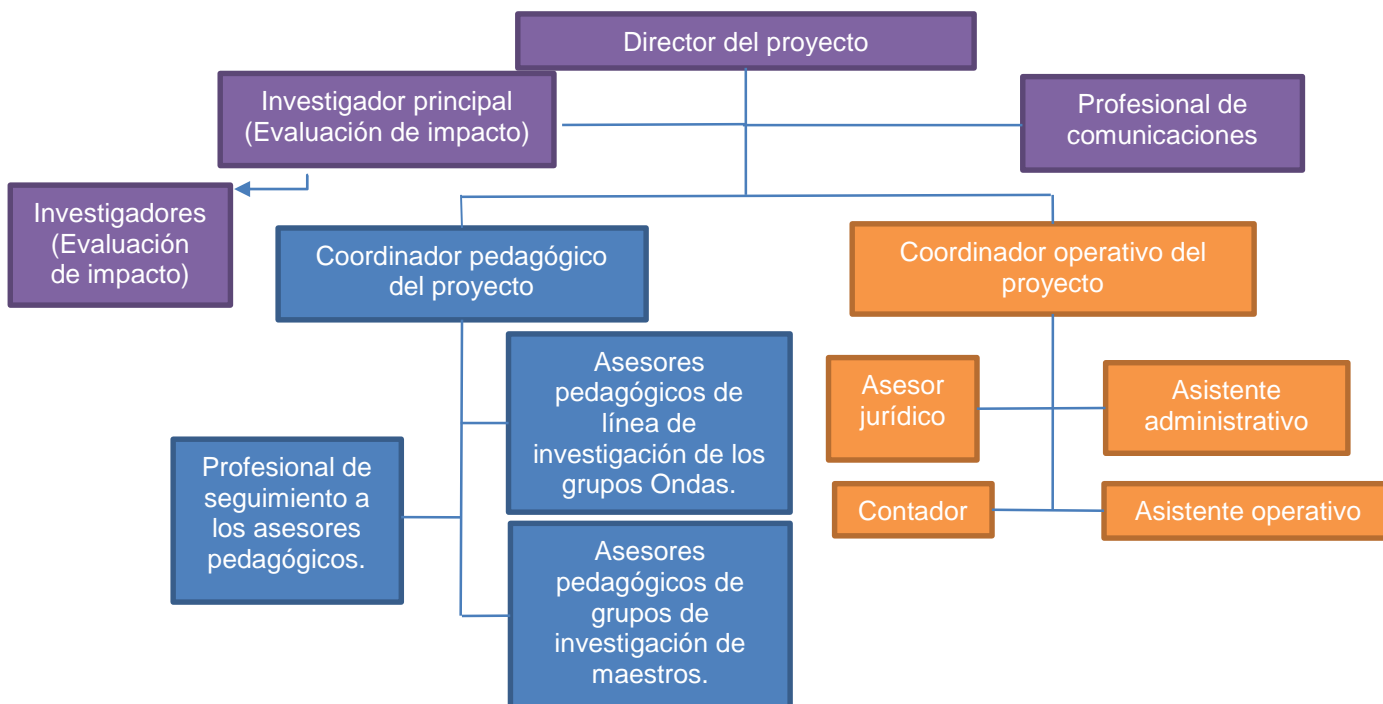 Director del proyecto
Investigador principal
(Evaluación de impacto)
Profesional de
comunicaciones
Investigadores
(Evaluación
de impacto)
Coordinador pedagógico
del proyecto
Coordinador operativo del
proyecto
Asesores
pedagógicos de
línea de
investigación de los
grupos Ondas.
Profesional de
seguimiento a
los asesores
pedagógicos.
Asesores
pedagógicos de
grupos de
investigación de
maestros.
Asesor
jurídico
Asistente
administrativo
Contador
Asistente operativo